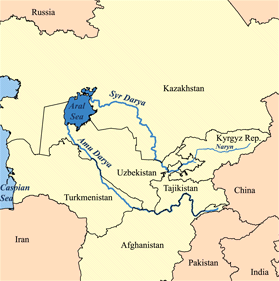 Russia
Kazakhstan
Aral
Sea
Syr Darya
Kyrgyz Rep.
Naryn
Amu Darya
Uzbekistan
Tajikistan
China
Caspian
Sea
Turkmenistan
Iran
Afghanistan
Pakistan
India